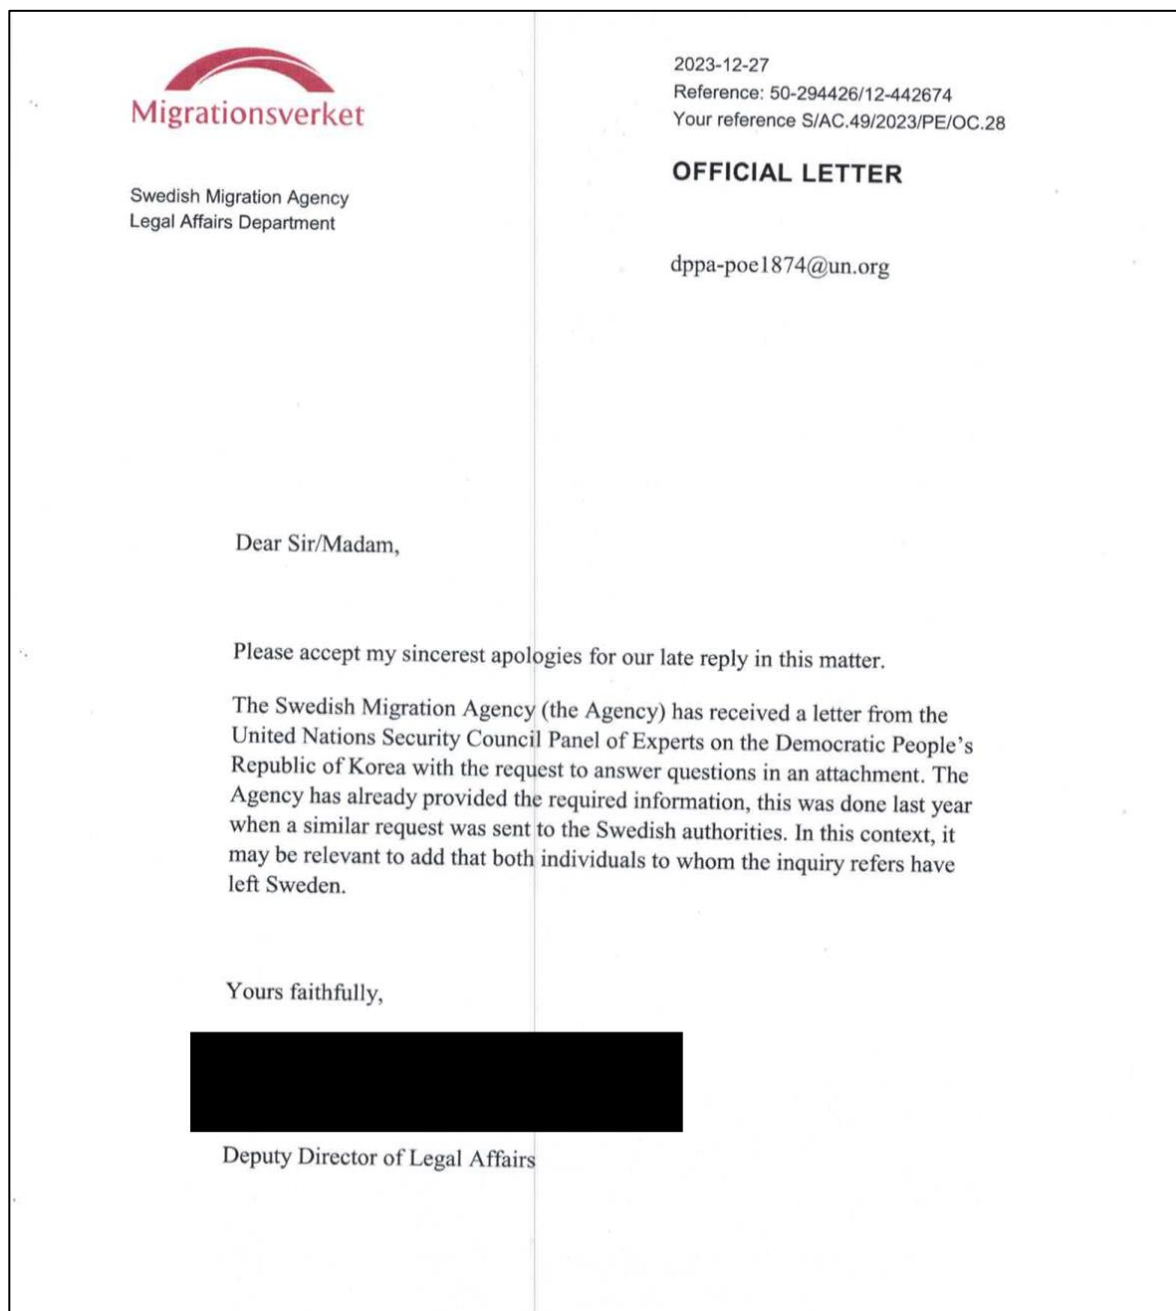 Migrationsverket
Swedish Migration Agency
Legal Affairs Department
2023-12-27
Reference: 50-294426/12-442674
Your reference S/AC.49/2023/PE/OC.28
OFFICIAL LETTER
dppa-poe1874@un.org
Dear Sir/Madam,
Please accept my sincerest apologies for our late reply in this matter.
The Swedish Migration Agency (the Agency) has received a letter from the
United Nations Security Council Panel of Experts on the Democratic People's
Republic of Korea with the request to answer questions in an attachment. The
Agency has already provided the required information, this was done last year
when a similar request was sent to the Swedish authorities. In this context, it
may be relevant to add that both individuals to whom the inquiry refers have
left Sweden.
Yours faithfully,
Deputy Director of Legal Affairs